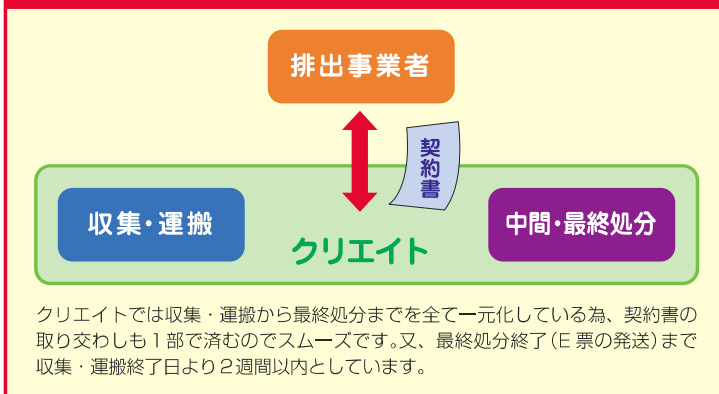 排出事業者
契約書
収集・運搬
クリエイト
中間・最終処分
クリエイトでは収集・運搬から最終処分までを全て一元化している為、契約書の
取り交わしも１部で済むのでスムーズです。又、最終処分終了（Ｅ票の発送）まで
収集・運搬終了日より２週間以内としています。